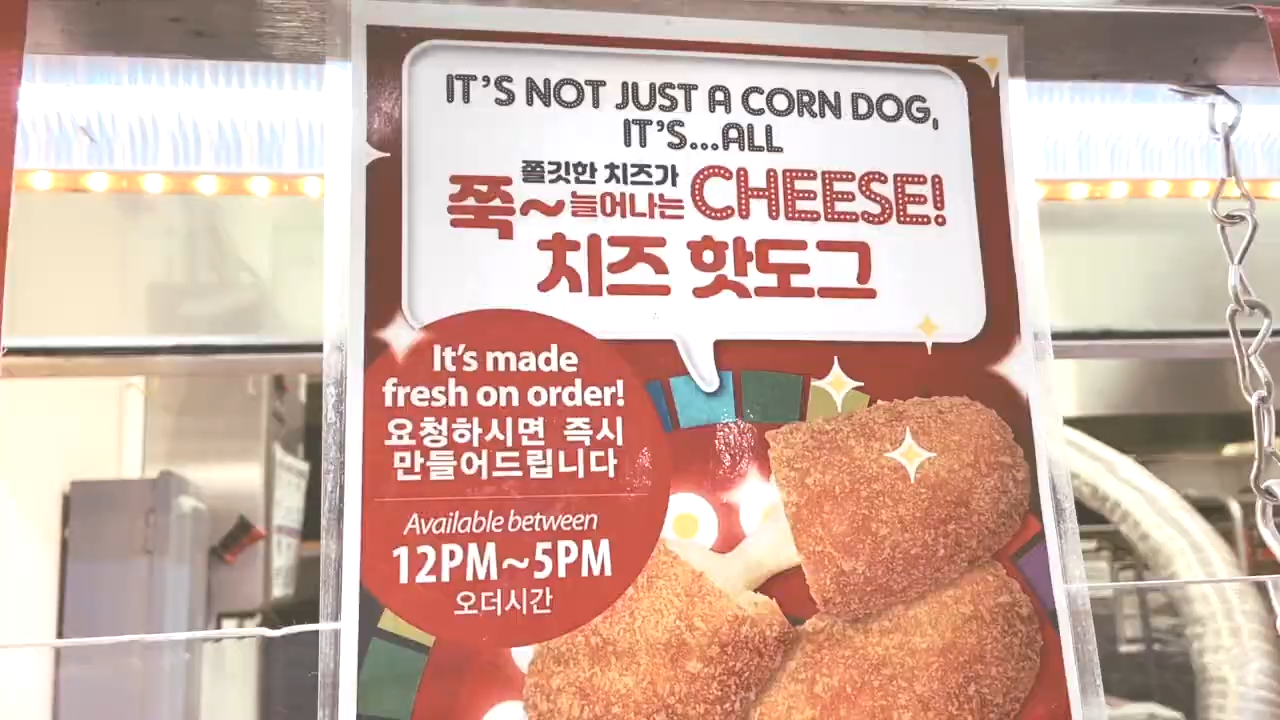 IT'S NOT JUST A CORN DOG,
IT'S...ALL
쫄깃한 치즈가
쭉~늘어나는 CHEESE!
치즈 핫도그
It's made
fresh on order!
요청하시면 즉시
만들어드립니다
Available between
12PM~5PM
오더시간